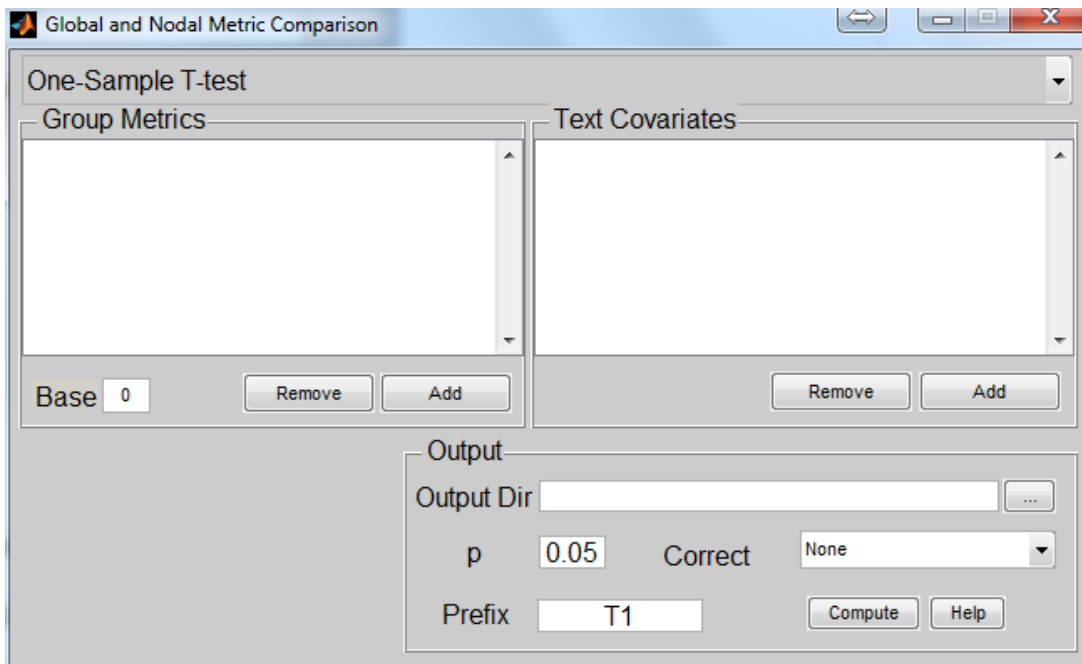 Global and Nodal Metric Comparison
One-Sample T-test
Group Metrics
Text Covariates
Base 0 Remove Add
Remove Add
Output
Output Dir ...
p 0.05 Correct None
Prefix T1 Compute Help